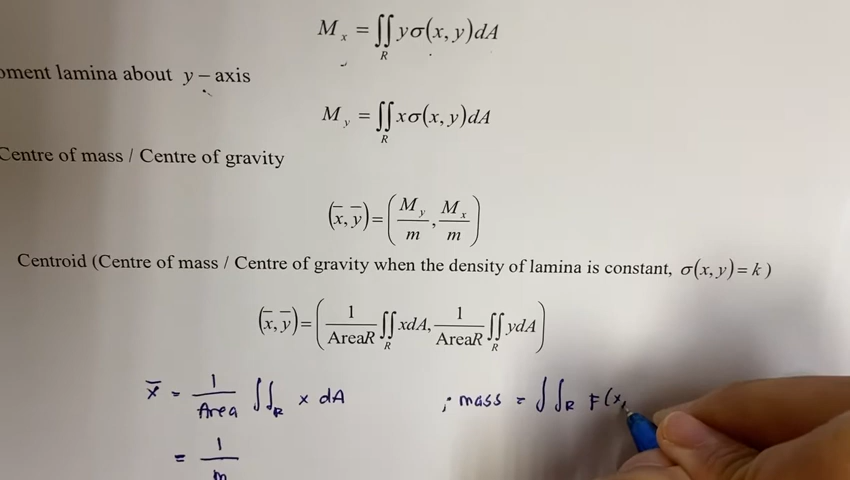 M_x = ∬_R yσ(x, y)dA
oment lamina about y – axis
M_y = ∬_R xσ(x, y)dA
Centre of mass / Centre of gravity
(x̄, ȳ) = (M_y/m, M_x/m)
Centroid (Centre of mass / Centre of gravity when the density of lamina is constant, σ(x, y) = k )
(x̄, ȳ) = (1/AreaR ∬_R xdA, 1/AreaR ∬_R ydA)
x̄ = 1/Area ∬_R x dA ; mass = ∬_R F(x,
= 1/m